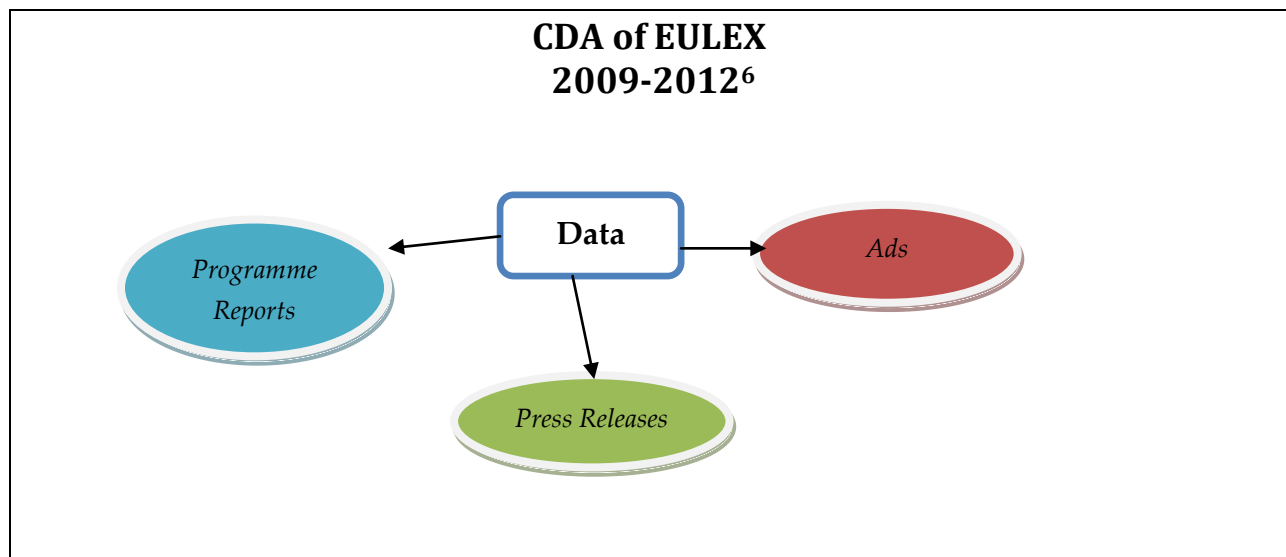 CDA of EULEX
2009-2012⁶
Data
Programme
Reports
Ads
Press Releases